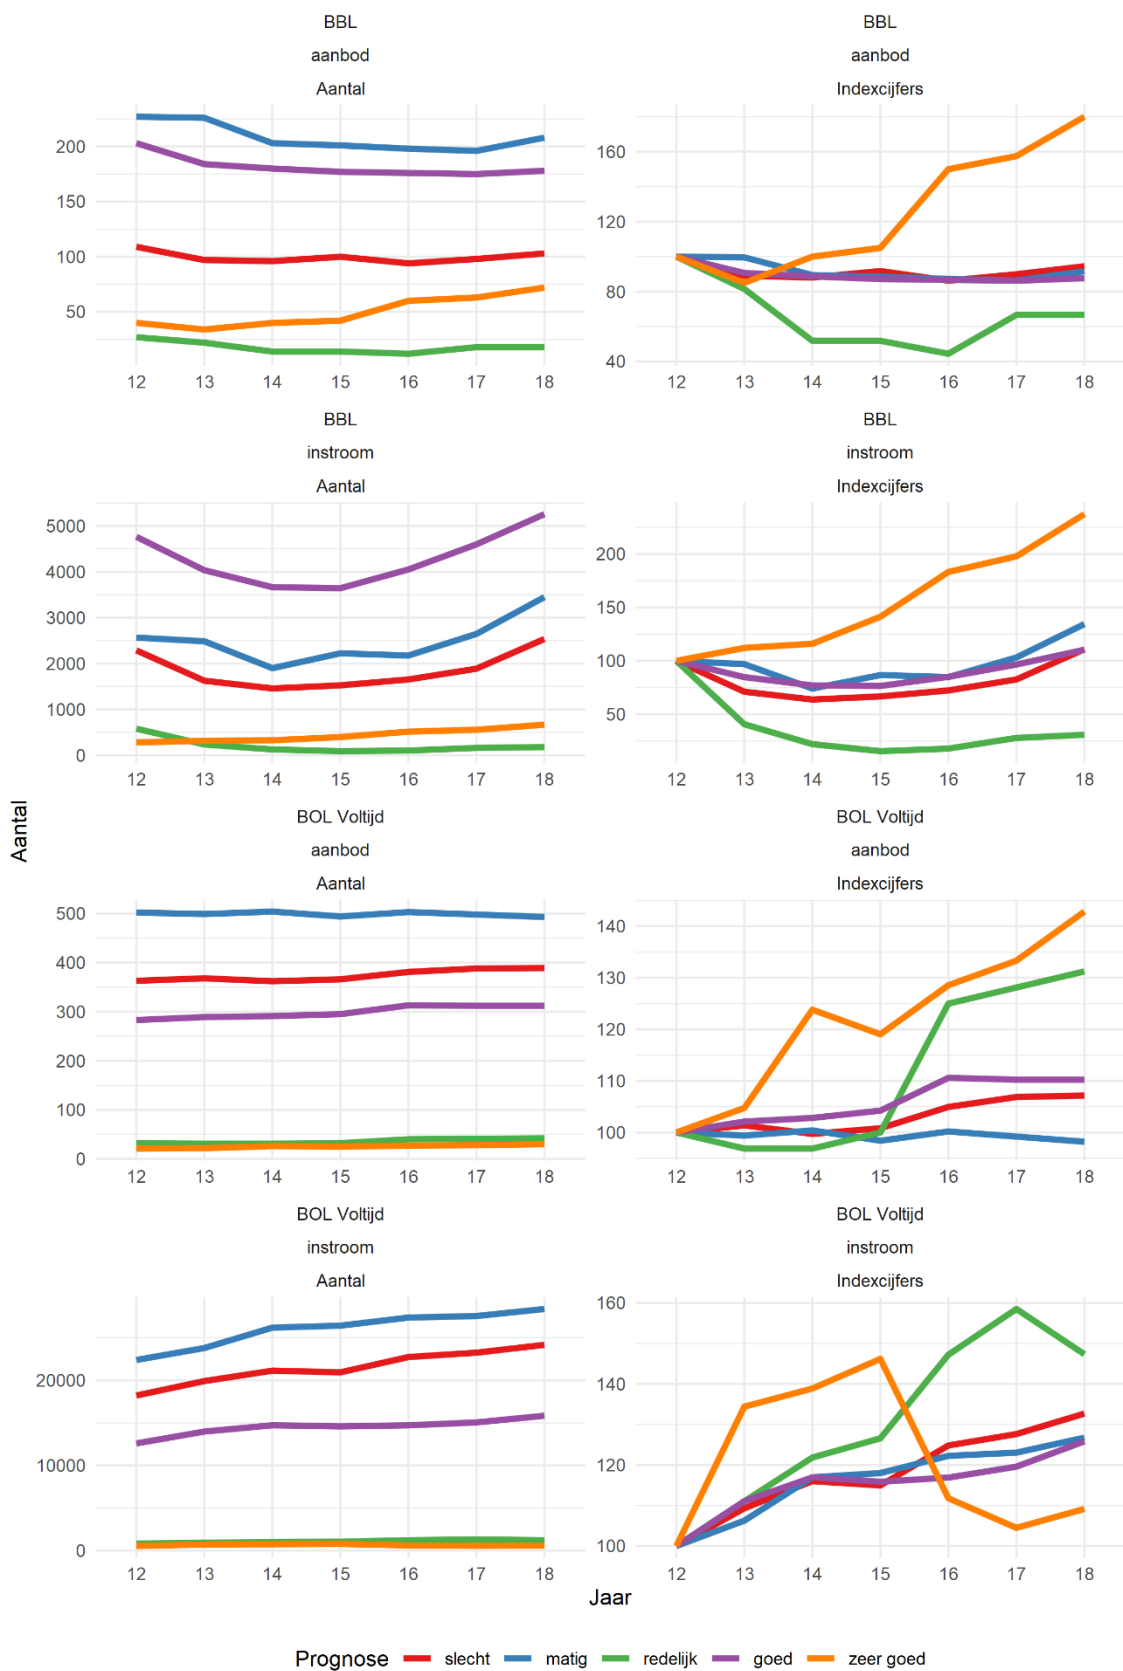 BBL
aanbod
Aantal
200
150
100
50
12 13 14 15 16 17 18
BBL
aanbod
Indexcijfers
160
120
80
40
12 13 14 15 16 17 18
BBL
instroom
Aantal
5000
4000
3000
2000
1000
0
12 13 14 15 16 17 18
BBL
instroom
Indexcijfers
200
150
100
50
12 13 14 15 16 17 18
Aantal
BOL Voltijd
aanbod
Aantal
500
400
300
200
100
0
12 13 14 15 16 17 18
BOL Voltijd
aanbod
Indexcijfers
140
130
120
110
100
12 13 14 15 16 17 18
BOL Voltijd
instroom
Aantal
20000
10000
0
12 13 14 15 16 17 18
BOL Voltijd
instroom
Indexcijfers
160
140
120
100
12 13 14 15 16 17 18
Jaar
Prognose slecht matig redelijk goed zeer goed